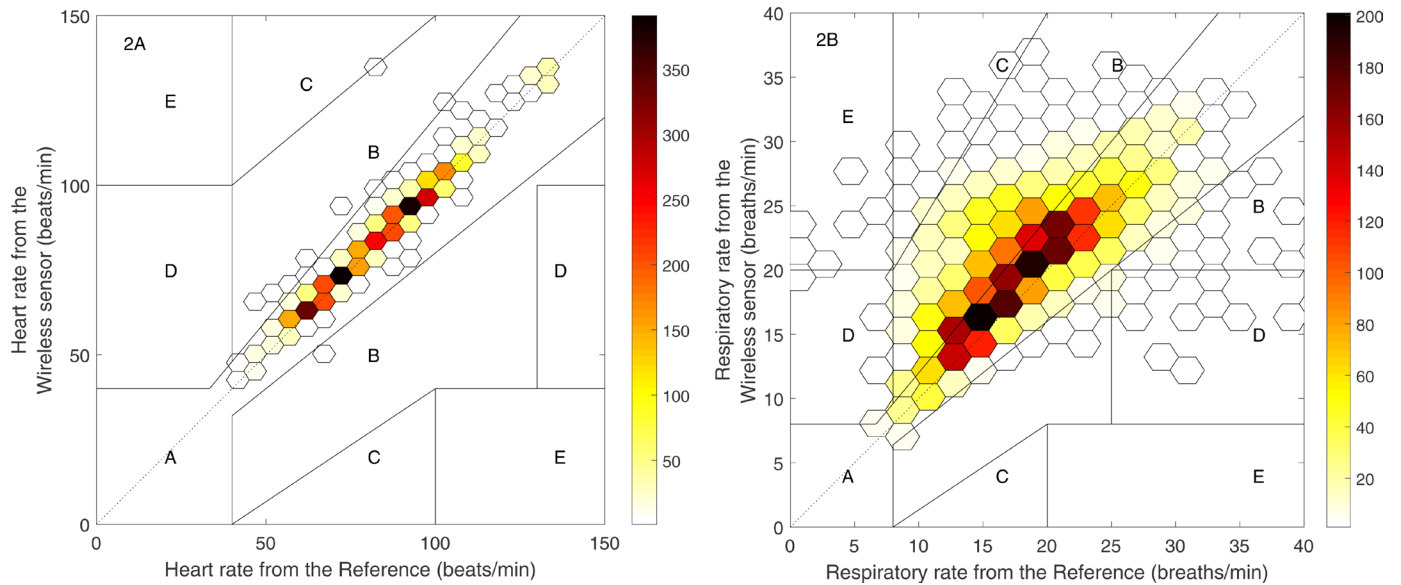 2A
E
C
B
D
D
B
A
C
E
150
100
50
0
0
50
100
150
Heart rate from the
Wireless sensor (beats/min)
Heart rate from the Reference (beats/min)
350
300
250
200
150
100
50
2B
C
B
E
B
D
D
A
C
E
40
35
30
25
20
15
10
5
0
0
5
10
15
20
25
30
35
40
Respiratory rate from the
Wireless sensor (breaths/min)
Respiratory rate from the Reference (breaths/min)
200
180
160
140
120
100
80
60
40
20